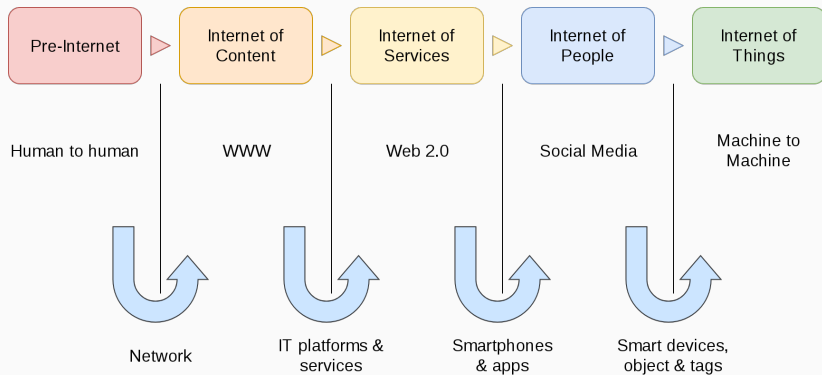 Pre-Internet
Internet of
Content
Internet of
Services
Internet of
People
Internet of
Things
Human to human
WWW
Web 2.0
Social Media
Machine to
Machine
Network
IT platforms &
services
Smartphones
& apps
Smart devices,
object & tags